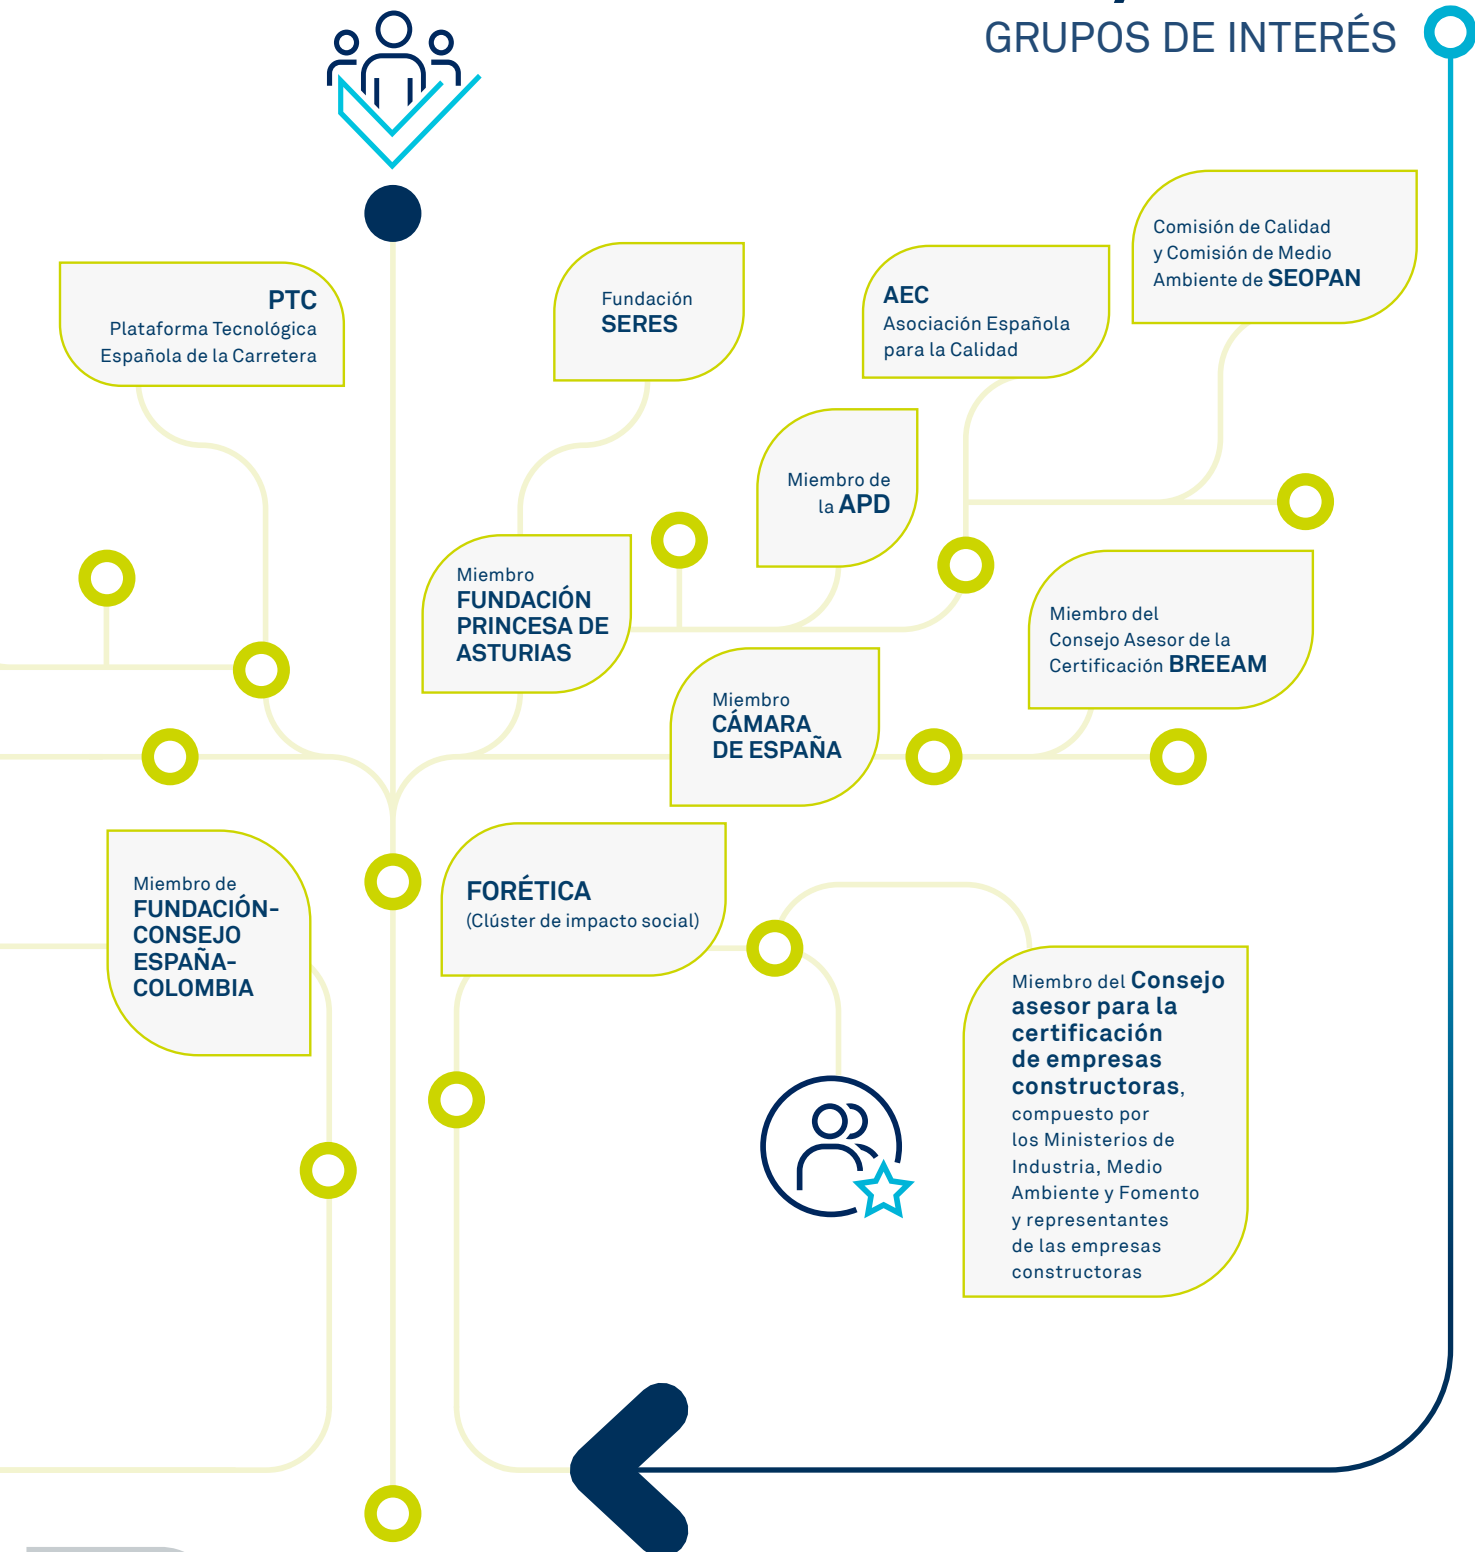 GRUPOS DE INTERÉS
Comisión de Calidad
y Comisión de Medio
Ambiente de SEOPAN
PTC
Plataforma Tecnológica
Española de la Carretera
Fundación
SERES
AEC
Asociación Española
para la Calidad
Miembro de
la APD
Miembro
FUNDACIÓN
PRINCESA DE
ASTURIAS
Miembro del
Consejo Asesor de la
Certificación BREEAM
Miembro
CÁMARA
DE ESPAÑA
Miembro de
FUNDACIÓN-
CONSEJO
ESPAÑA-
COLOMBIA
FORÉTICA
(Clúster de impacto social)
Miembro del Consejo
asesor para la
certificación
de empresas
constructoras,
compuesto por
los Ministerios de
Industria, Medio
Ambiente y Fomento
y representantes
de las empresas
constructoras